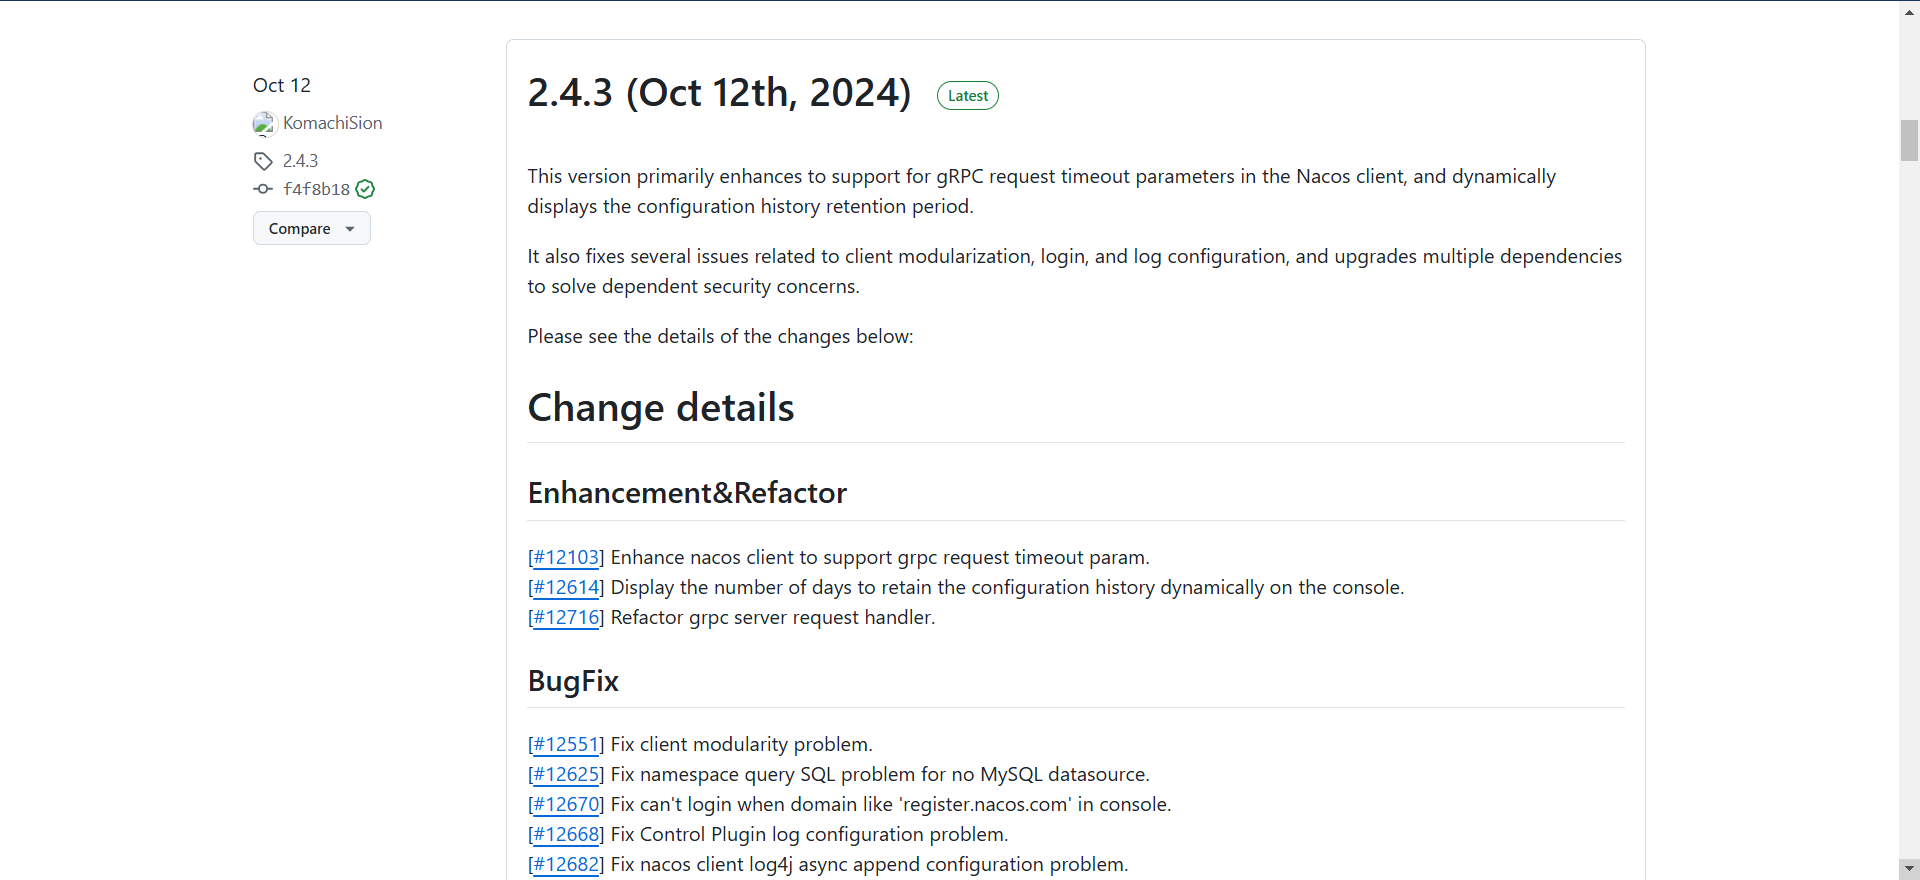 Oct 12
KomachiSion
2.4.3
f4f8b18
Compare
2.4.3 (Oct 12th, 2024) Latest
This version primarily enhances to support for gRPC request timeout parameters in the Nacos client, and dynamically
displays the configuration history retention period.
It also fixes several issues related to client modularization, login, and log configuration, and upgrades multiple dependencies
to solve dependent security concerns.
Please see the details of the changes below:
Change details
Enhancement&Refactor
[#12103] Enhance nacos client to support grpc request timeout param.
[#12614] Display the number of days to retain the configuration history dynamically on the console.
[#12716] Refactor grpc server request handler.
BugFix
[#12551] Fix client modularity problem.
[#12625] Fix namespace query SQL problem for no MySQL datasource.
[#12670] Fix can't login when domain like 'register.nacos.com' in console.
[#12668] Fix Control Plugin log configuration problem.
[#12682] Fix nacos client log4j async append configuration problem.